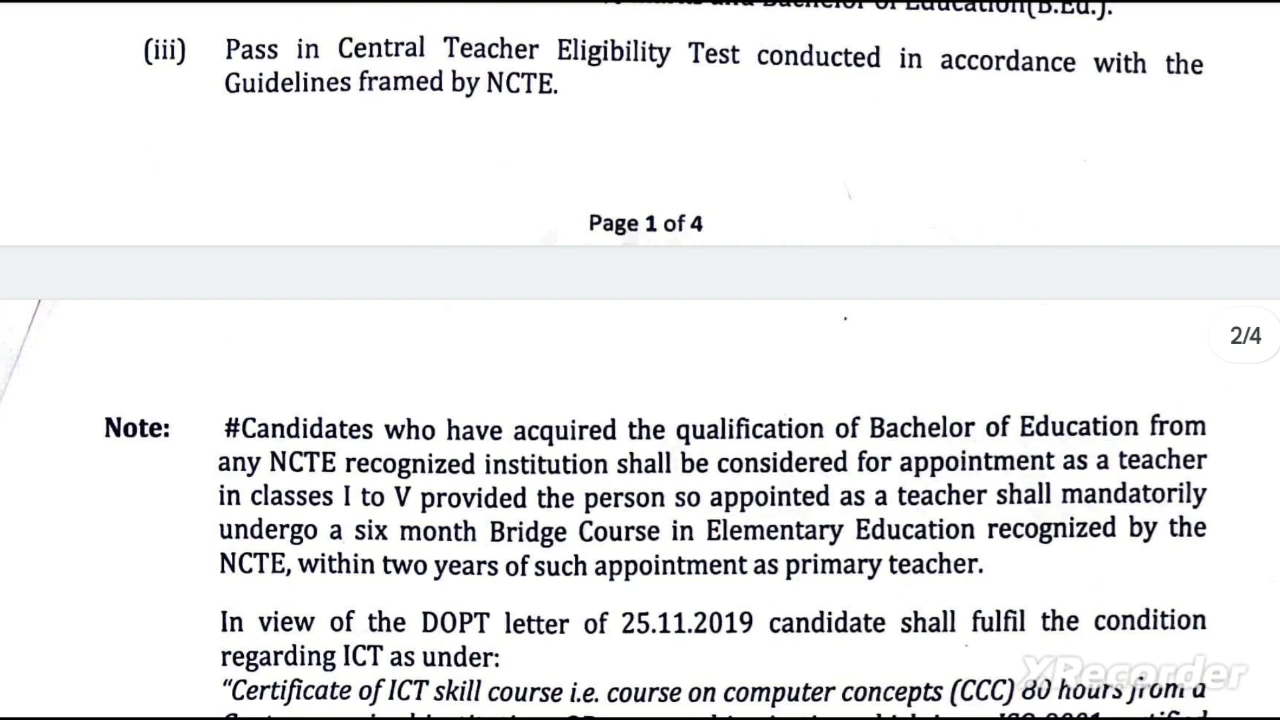 and Bachelor of Education(B.Ed.).
(iii) Pass in Central Teacher Eligibility Test conducted in accordance with the
Guidelines framed by NCTE.
Page 1 of 4
2/4
Note: #Candidates who have acquired the qualification of Bachelor of Education from
any NCTE recognized institution shall be considered for appointment as a teacher
in classes I to V provided the person so appointed as a teacher shall mandatorily
undergo a six month Bridge Course in Elementary Education recognized by the
NCTE, within two years of such appointment as primary teacher.
In view of the DOPT letter of 25.11.2019 candidate shall fulfil the condition
regarding ICT as under:
"Certificate of ICT skill course i.e. course on computer concepts (CCC) 80 hours from a
XRecorder